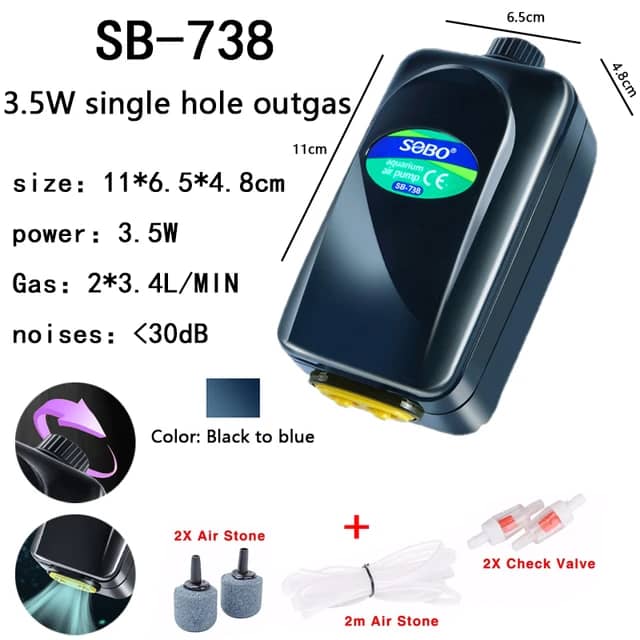 SB-738
3.5W single hole outgas
size: 11*6.5*4.8cm
power: 3.5W
Gas: 2*3.4L/MIN
noises: <30dB
Color: Black to blue
6.5cm
4.8cm
11cm
SOBO®
aquarium
air pump CE
SB-738
2X Air Stone
+
2m Air Stone
2X Check Valve